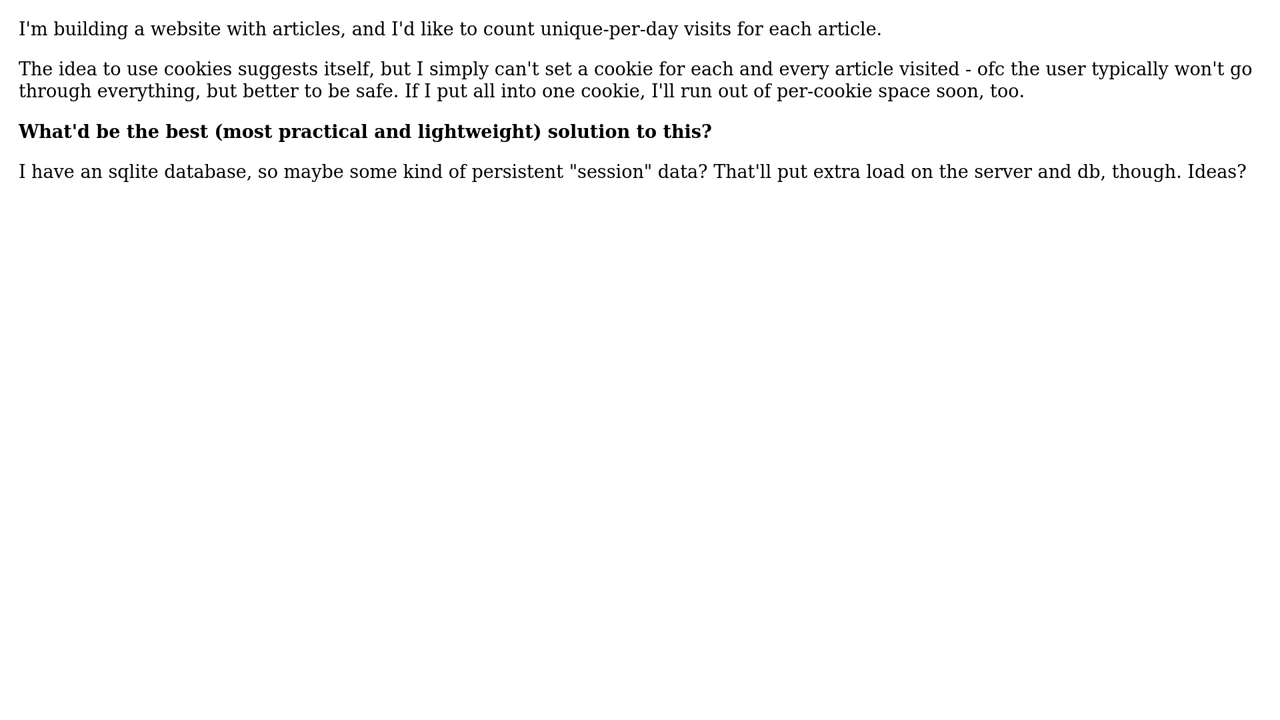 I'm building a website with articles, and I'd like to count unique-per-day visits for each article.
The idea to use cookies suggests itself, but I simply can't set a cookie for each and every article visited - ofc the user typically won't go
through everything, but better to be safe. If I put all into one cookie, I'll run out of per-cookie space soon, too.
What'd be the best (most practical and lightweight) solution to this?
I have an sqlite database, so maybe some kind of persistent "session" data? That'll put extra load on the server and db, though. Ideas?